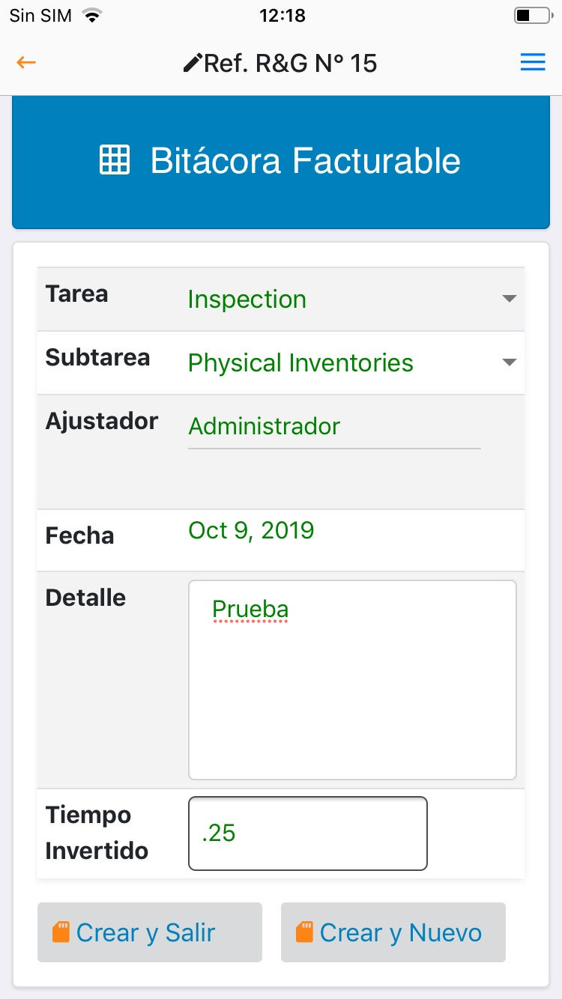 Sin SIM 12:18
Ref. R&G N° 15
Bitácora Facturable
Tarea Inspection
Subtarea Physical Inventories
Ajustador Administrador
Fecha Oct 9, 2019
Detalle Prueba
Tiempo
Invertido .25
Crear y Salir Crear y Nuevo